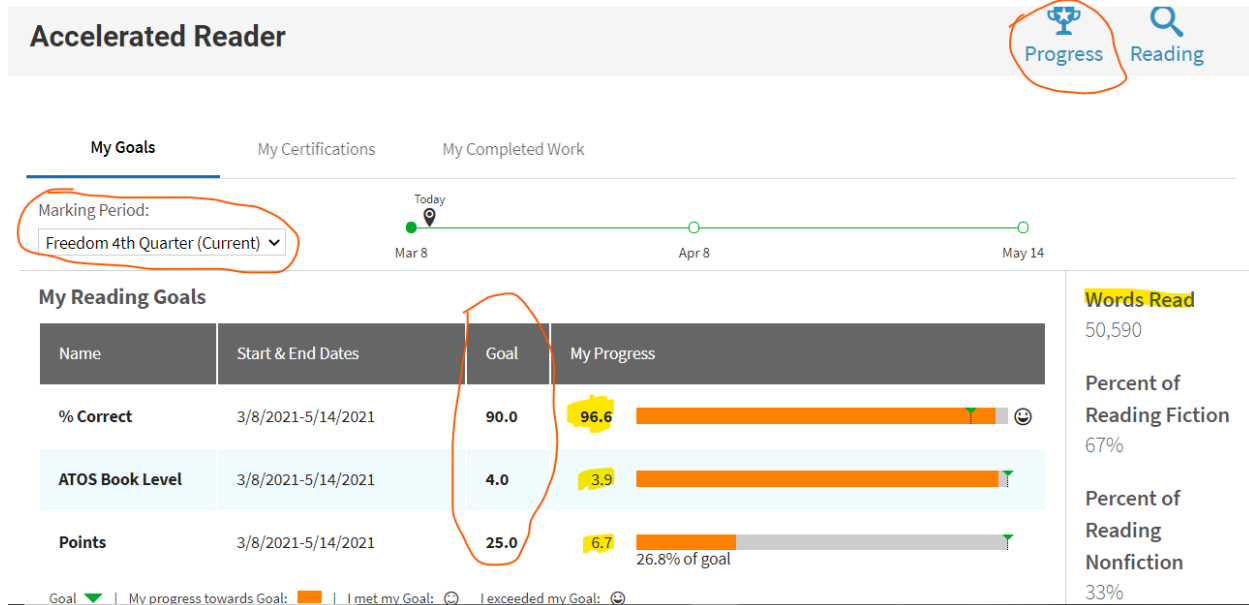 Accelerated Reader
Progress
Reading
My Goals
My Certifications
My Completed Work
Marking Period:
Freedom 4th Quarter (Current)
Today
Mar 8
Apr 8
May 14
My Reading Goals
Name
Start & End Dates
Goal
My Progress
% Correct
3/8/2021-5/14/2021
90.0
96.6
ATOS Book Level
3/8/2021-5/14/2021
4.0
3.9
Points
3/8/2021-5/14/2021
25.0
6.7
26.8% of goal
Goal | My progress towards Goal: | I met my Goal: I exceeded my Goal:
Words Read
50,590
Percent of
Reading Fiction
67%
Percent of
Reading
Nonfiction
33%